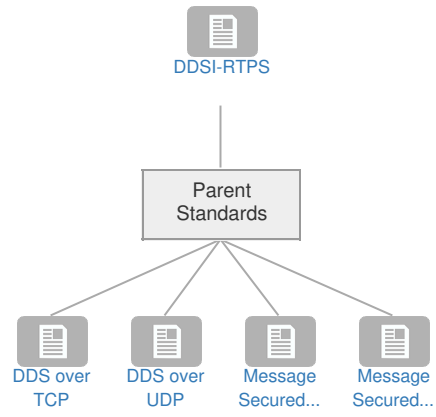 DDSI-RTPS
Parent
Standards
DDS over
TCP
DDS over
UDP
Message
Secured...
Message
Secured...